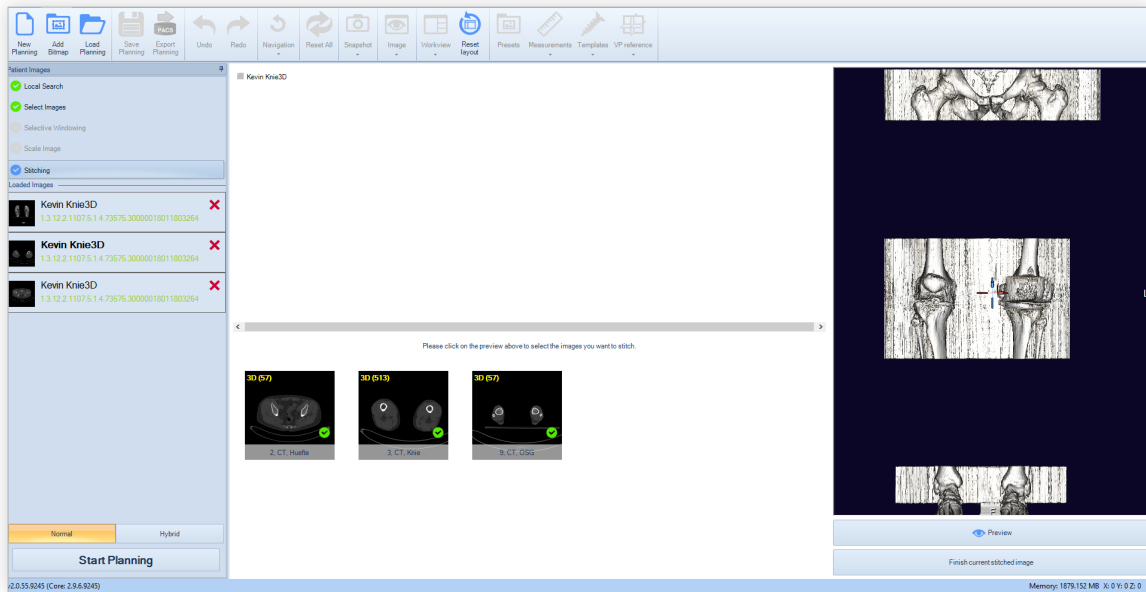 New Planning
Add Bitmap
Load Planning
Save Planning
PACS
Export Planning
Undo
Redo
Navigation
Reset All
Snapshot
Image
Workview
Reset layout
Presets
Measurements
Templates
VP reference
Patient Images
Local Search
Select Images
Selective Windowing
Scale Image
Stitching
Loaded Images
Kevin Knie3D
1.3.12.2.1107.5.1.4.73575.30000018011803264
Kevin Knie3D
1.3.12.2.1107.5.1.4.73575.30000018011803264
Kevin Knie3D
1.3.12.2.1107.5.1.4.73575.30000018011803264
Normal
Hybrid
Start Planning
Kevin Knie3D
Please click on the preview above to select the images you want to stitch.
3D (57)
2, CT, Huefte
3D (513)
3, CT, Knie
3D (57)
9, CT, OSG
L
Preview
Finish current stitched image
v2.0.55.9245 (Core: 2.9.6.9245)
Memory: 1879.152 MB X: 0 Y: 0 Z: 0